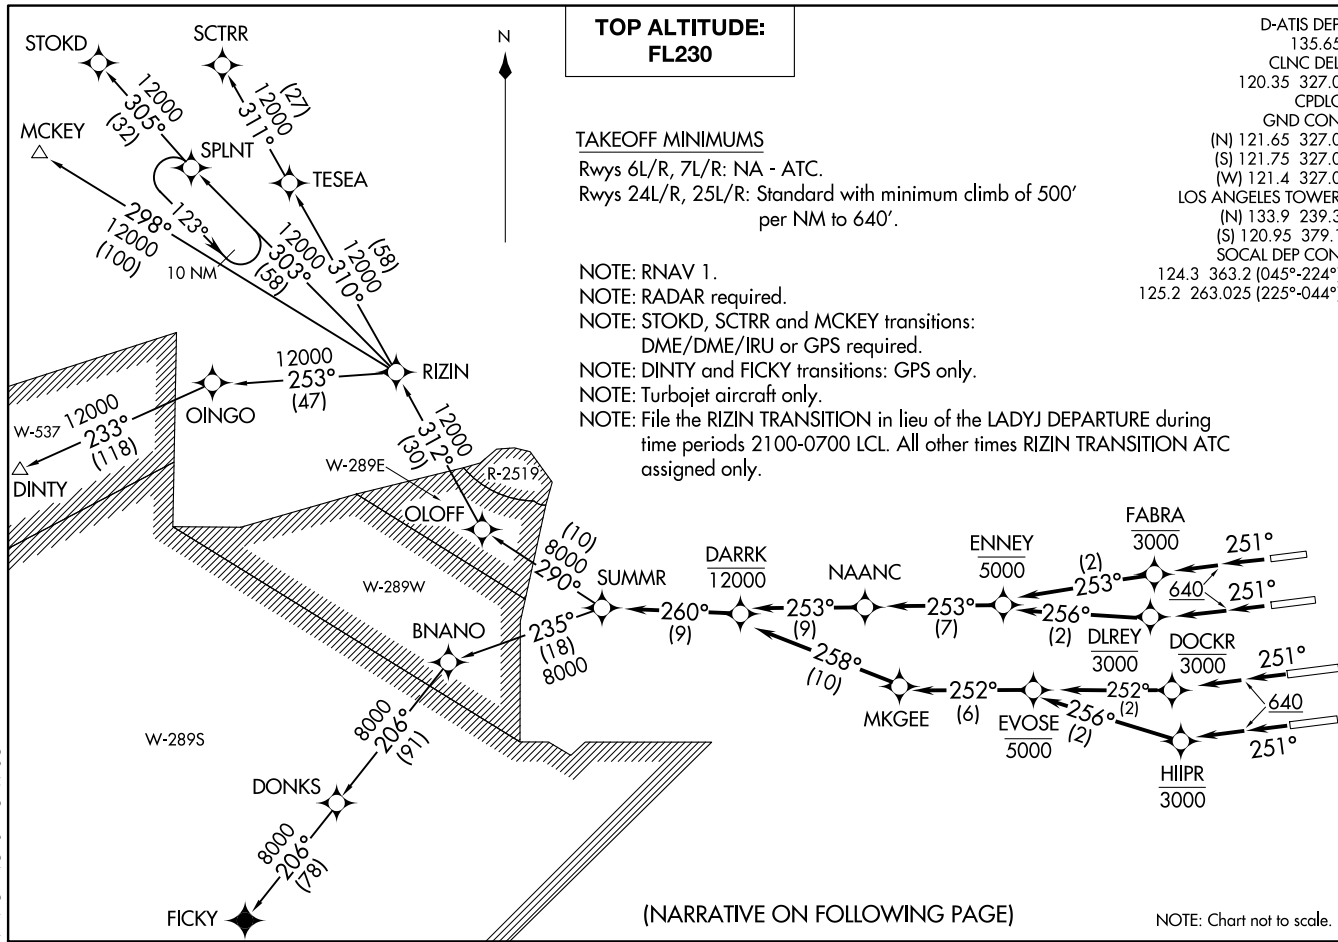 TOP ALTITUDE:
FL230
D-ATIS DEP
135.65
CLNC DEL
120.35 327.0
CPDLC
GND CON
(N) 121.65 327.0
(S) 121.75 327.0
(W) 121.4 327.0
LOS ANGELES TOWER
(N) 133.9 239.3
(S) 120.95 379.1
SOCAL DEP CON
124.3 363.2 (045°-224°)
125.2 263.025 (225°-044°)
N
TAKEOFF MINIMUMS
Rwys 6L/R, 7L/R: NA - ATC.
Rwys 24L/R, 25L/R: Standard with minimum climb of 500'
per NM to 640'.
NOTE: RNAV 1.
NOTE: RADAR required.
NOTE: STOKD, SCTRR and MCKEY transitions:
DME/DME/IRU or GPS required.
NOTE: DINTY and FICKY transitions: GPS only.
NOTE: Turbojet aircraft only.
NOTE: File the RIZIN TRANSITION in lieu of the LADYJ DEPARTURE during
time periods 2100-0700 LCL. All other times RIZIN TRANSITION ATC
assigned only.
STOKD
SCTRR
12000
305°
(32)
(27)
12000
311°
MCKEY
SPLNT
TESEA
123°
10 NM
298°
12000
(100)
12000
303°
(58)
(58)
12000
310°
RIZIN
12000
253°
(47)
OINGO
W-537
12000
233°
(118)
DINTY
12000
312°
(30)
W-289E
R-2519
OLOFF
(10)
8000
290°
SUMMR
W-289W
BNANO
235°
(18)
8000
260°
(9)
DARRK
12000
253°
(9)
NAANC
253°
(7)
ENNEY
5000
(2)
253°
FABRA
3000
251°
640
251°
256°
(2)
DLREY
3000
258°
(10)
MKGEE
252°
(6)
EVOSE
5000
252°
(2)
DOCKR
3000
251°
640
256°
(2)
HIIPR
3000
251°
W-289S
8000
206°
(91)
DONKS
8000
206°
(78)
FICKY
(NARRATIVE ON FOLLOWING PAGE)
NOTE: Chart not to scale.